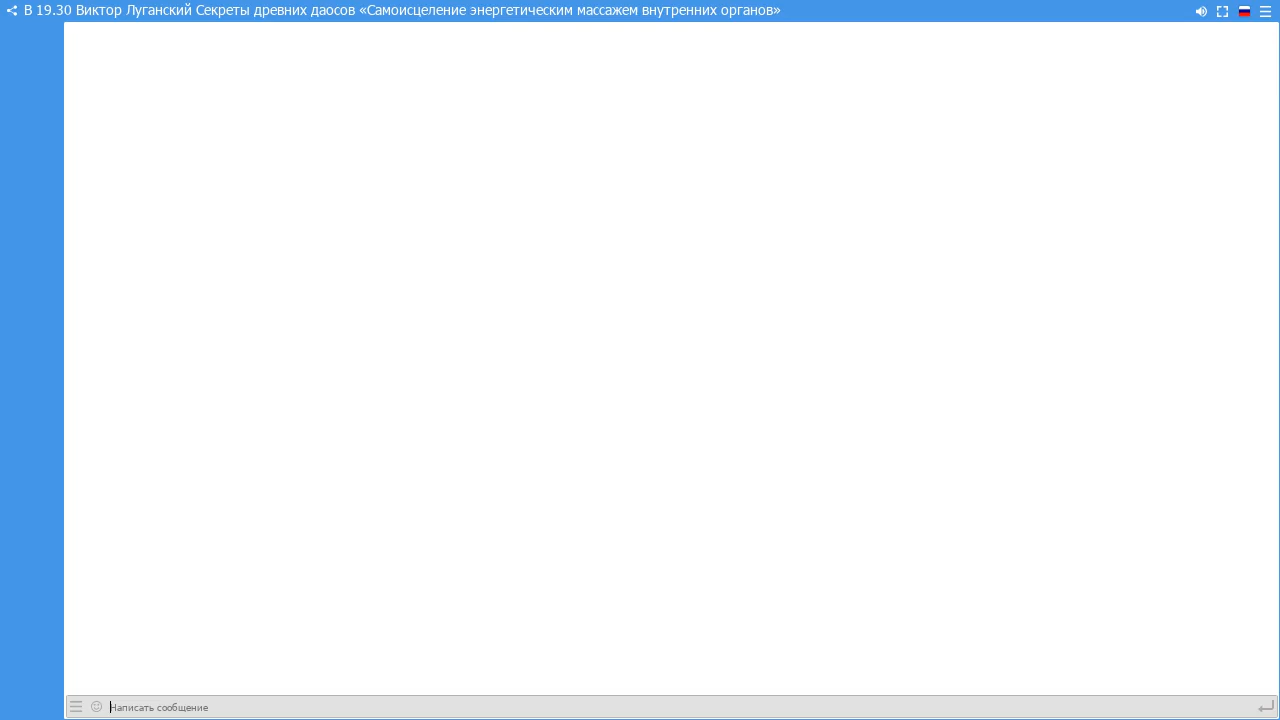 В 19.30 Виктор Луганский Секреты древних даосов «Самоисцеление энергетическим массажем внутренних органов»
Написать сообщение